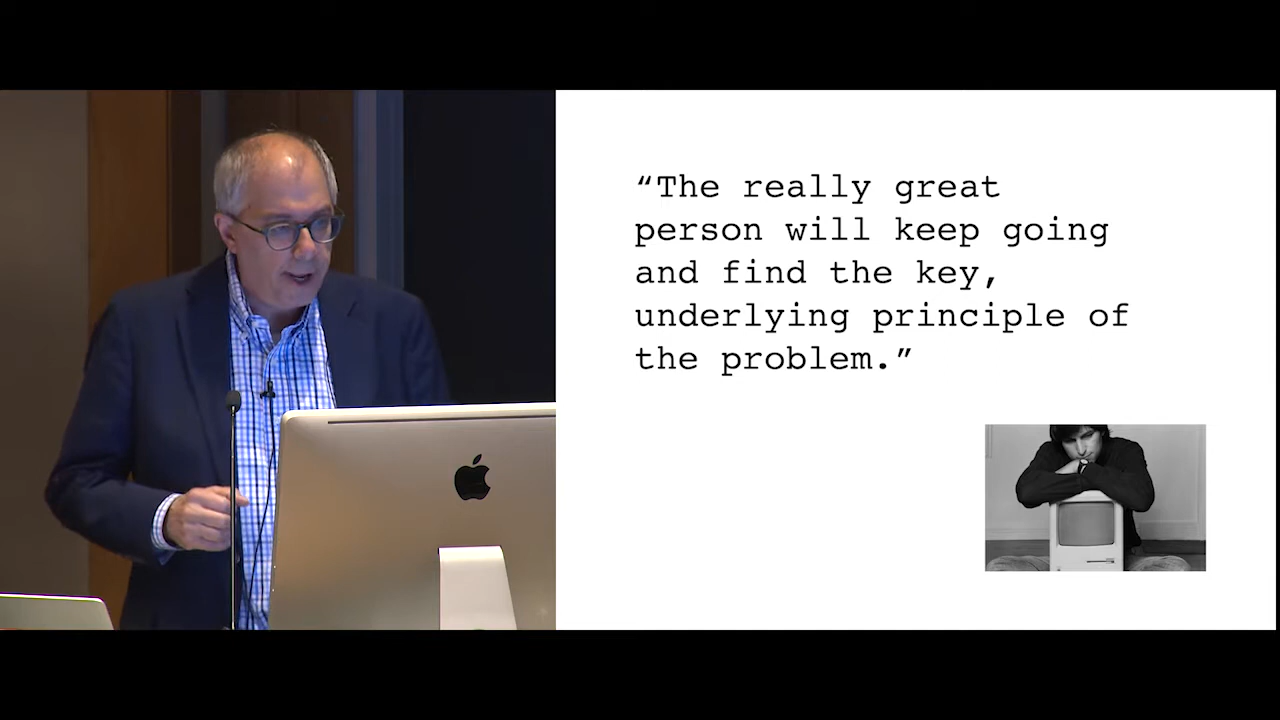 “The really great
person will keep going
and find the key,
underlying principle of
the problem.”